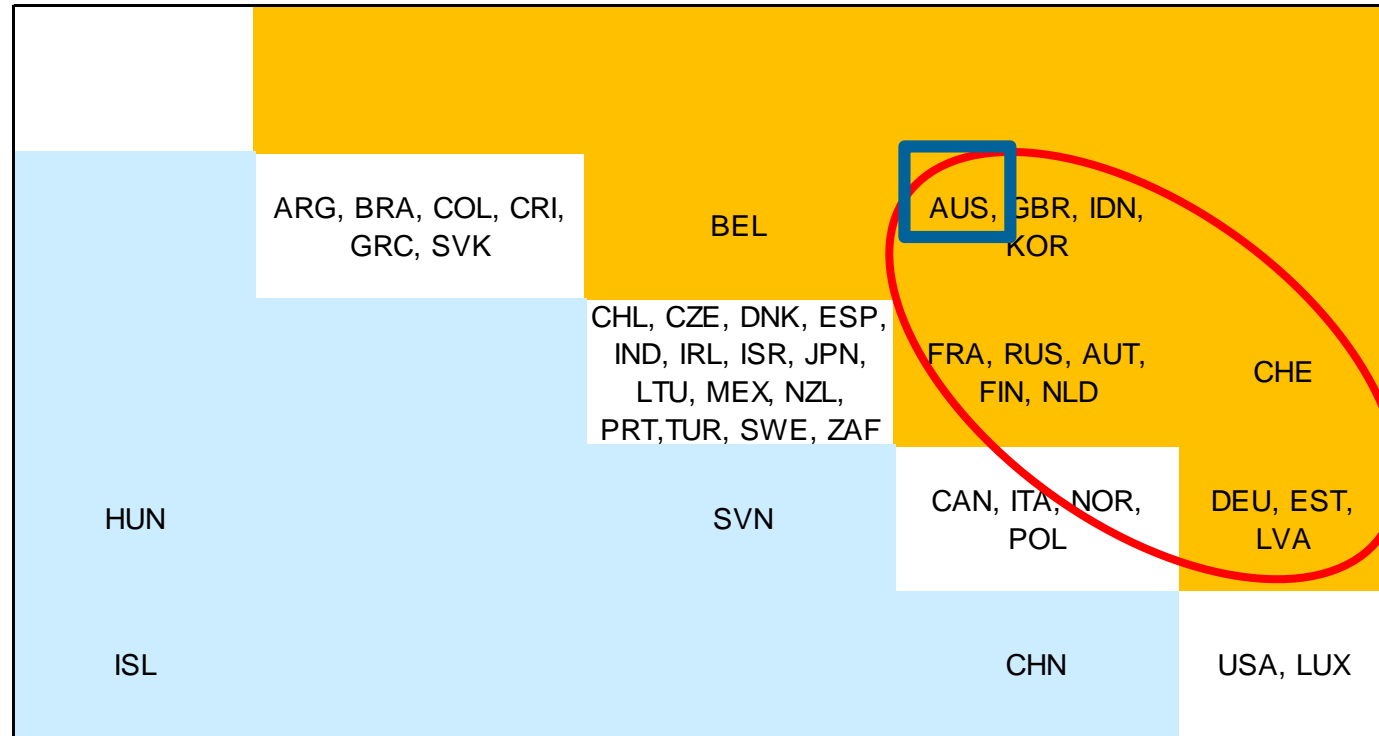 ARG, BRA, COL, CRI,
GRC, SVK
BEL
AUS, GBR, IDN,
KOR
CHL, CZE, DNK, ESP,
IND, IRL, ISR, JPN,
LTU, MEX, NZL,
PRT,TUR, SWE, ZAF
FRA, RUS, AUT,
FIN, NLD
CHE
HUN
SVN
CAN, ITA, NOR,
POL
DEU, EST,
LVA
ISL
CHN
USA, LUX